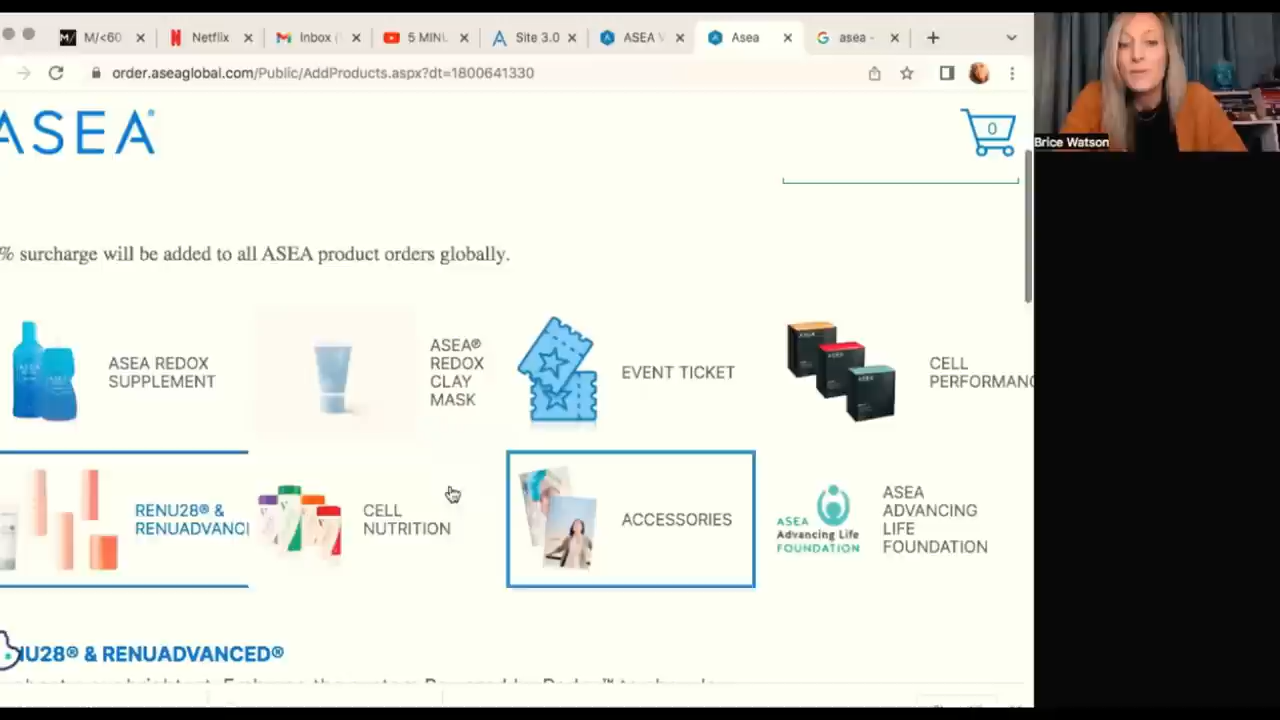 M/<60
Netflix
Inbox (
5 MINU
Site 3.0
ASEA V
Asea
asea -
order.aseaglobal.com/Public/AddProducts.aspx?dt=1800641330
ASEA®
0
Brice Watson
% surcharge will be added to all ASEA product orders globally.
ASEA REDOX
SUPPLEMENT
ASEA®
REDOX
CLAY
MASK
EVENT TICKET
CELL
PERFORMANC
RENU28® &
RENUADVANC
CELL
NUTRITION
ACCESSORIES
ASEA
Advancing Life
FOUNDATION
ASEA
ADVANCING
LIFE
FOUNDATION
NU28® & RENUADVANCED®